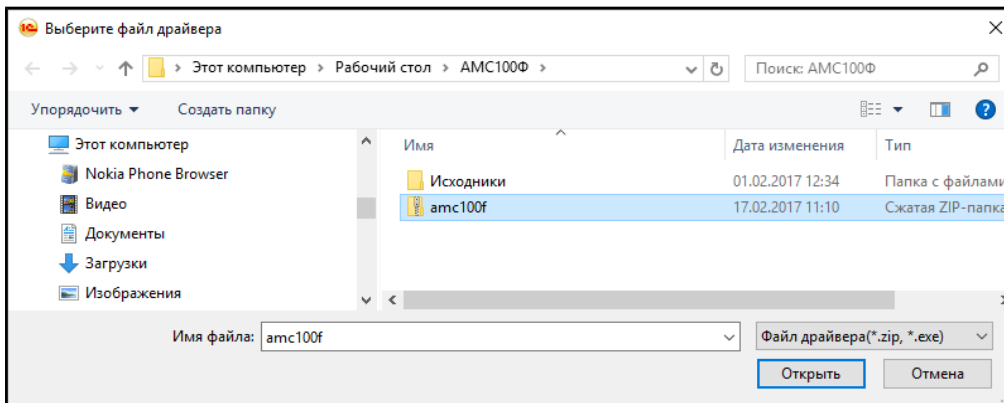 1С Выберите файл драйвера
Этот компьютер › Рабочий стол › АМС100Ф › Поиск: АМС100Ф
Упорядочить Создать папку ?
Этот компьютер Имя Дата изменения Тип
Nokia Phone Browser Исходники 01.02.2017 12:34 Папка с файлами
Видео amc100f 17.02.2017 11:10 Сжатая ZIP-папка
Документы
Загрузки
Изображения
Имя файла: amc100f Файл драйвера(*.zip, *.exe)
Открыть Отмена